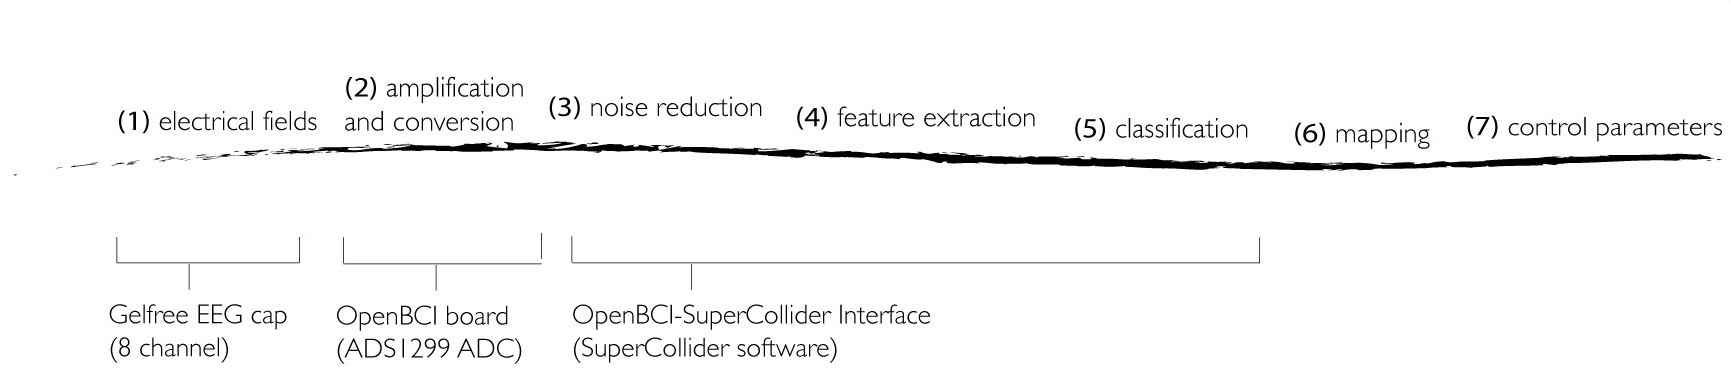 (1) electrical fields
(2) amplification
and conversion
(3) noise reduction
(4) feature extraction
(5) classification
(6) mapping
(7) control parameters
Gelfree EEG cap
(8 channel)
OpenBCI board
(ADS1299 ADC)
OpenBCI-SuperCollider Interface
(SuperCollider software)